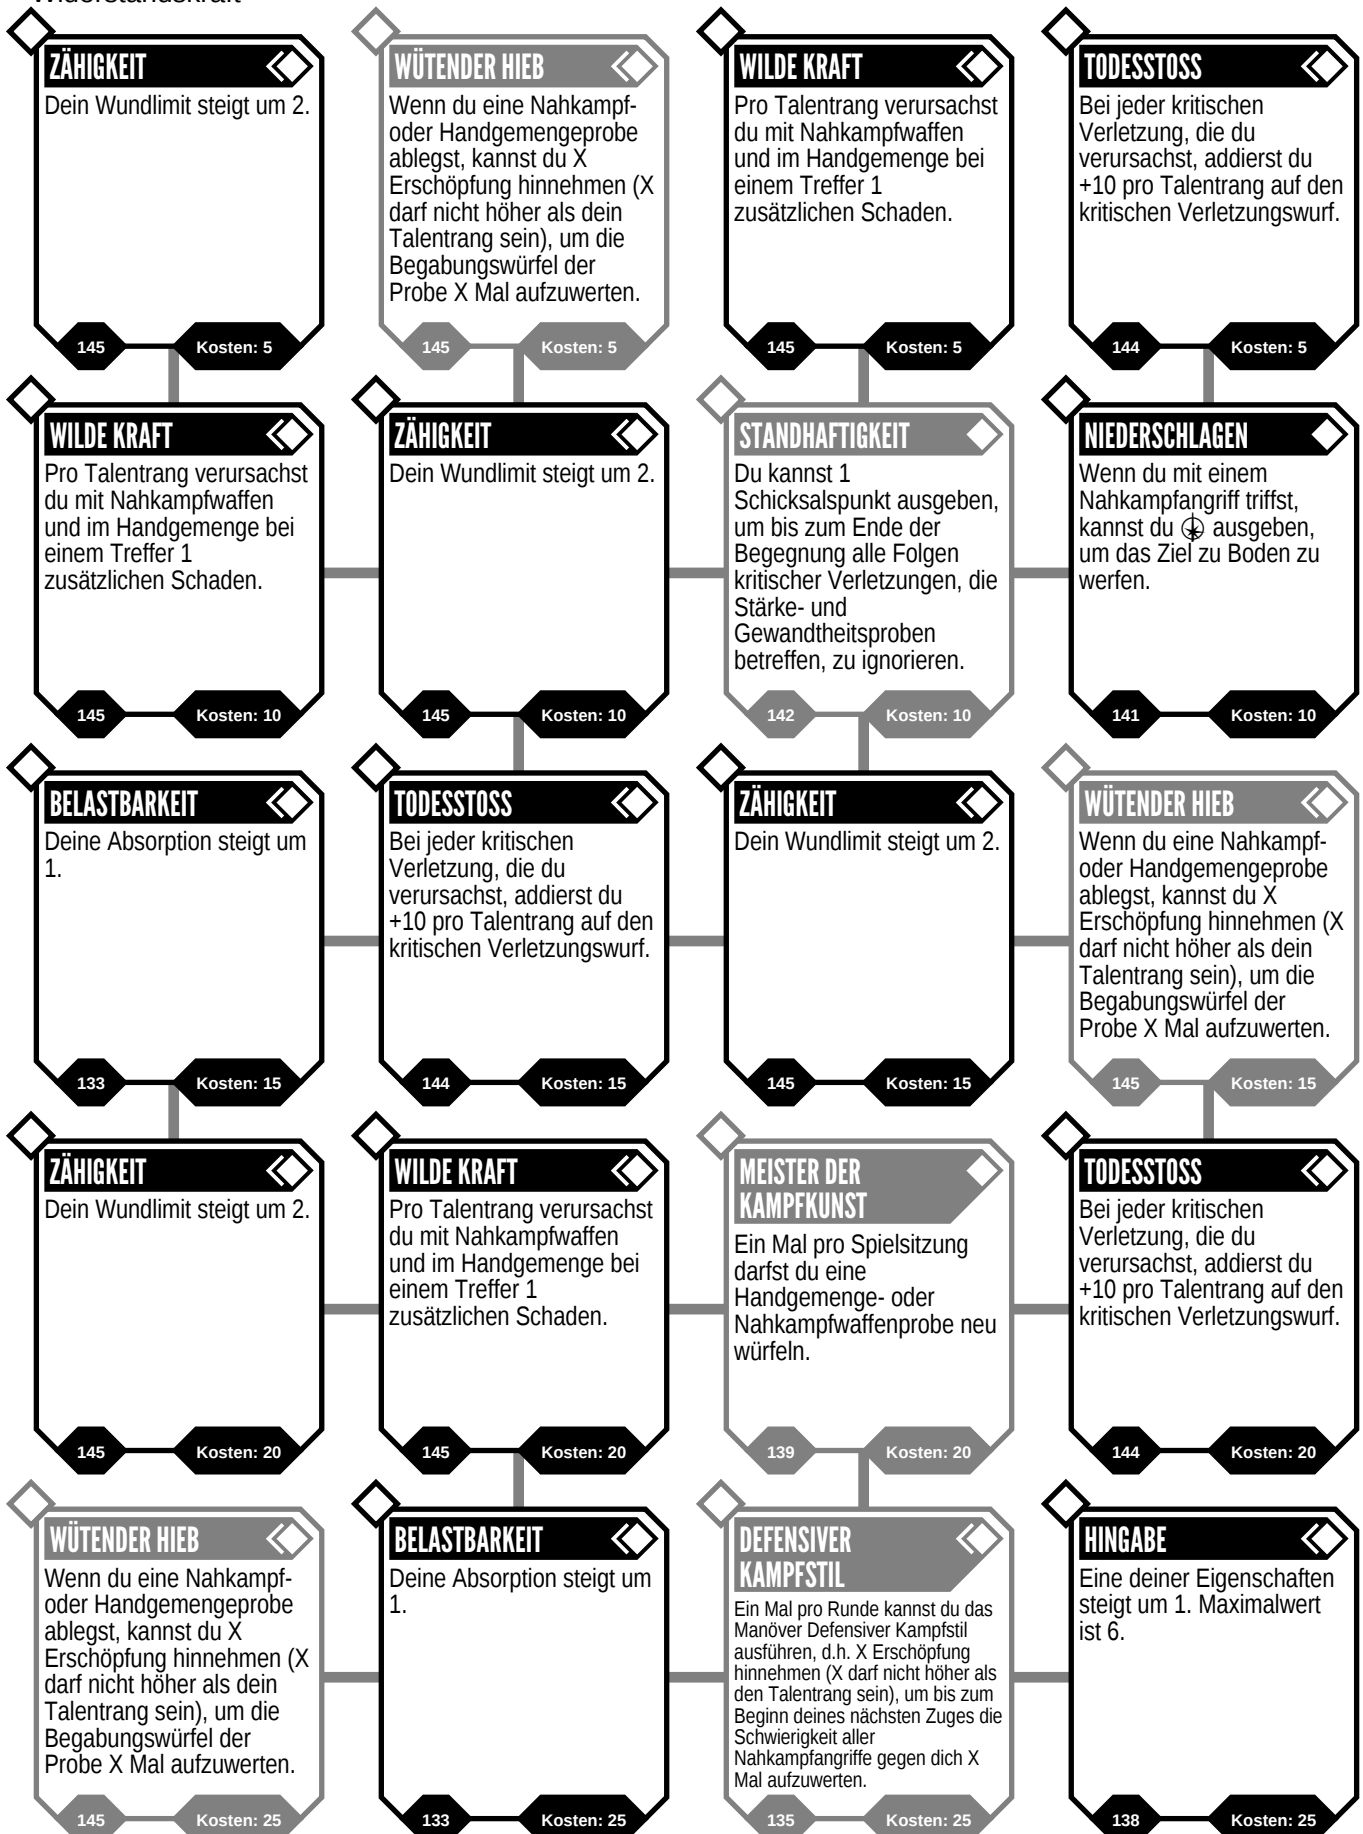 Widerstandskraft
ZÄHIGKEIT
Dein Wundlimit steigt um 2.
145
Kosten: 5
WÜTENDER HIEB
Wenn du eine Nahkampf-
oder Handgemengeprobe
ablegst, kannst du X
Erschöpfung hinnehmen (X
darf nicht höher als dein
Talentrang sein), um die
Begabungswürfel der
Probe X Mal aufzuwerten.
145
Kosten: 5
WILDE KRAFT
Pro Talentrang verursachst
du mit Nahkampfwaffen
und im Handgemenge bei
einem Treffer 1
zusätzlichen Schaden.
145
Kosten: 5
TODESSTOSS
Bei jeder kritischen
Verletzung, die du
verursachst, addierst du
+10 pro Talentrang auf den
kritischen Verletzungswurf.
144
Kosten: 5
WILDE KRAFT
Pro Talentrang verursachst
du mit Nahkampfwaffen
und im Handgemenge bei
einem Treffer 1
zusätzlichen Schaden.
145
Kosten: 10
ZÄHIGKEIT
Dein Wundlimit steigt um 2.
145
Kosten: 10
STANDHAFTIGKEIT
Du kannst 1
Schicksalspunkt ausgeben,
um bis zum Ende der
Begegnung alle Folgen
kritischer Verletzungen, die
Stärke- und
Gewandtheitsproben
betreffen, zu ignorieren.
142
Kosten: 10
NIEDERSCHLAGEN
Wenn du mit einem
Nahkampfangriff triffst,
kannst du ausgeben,
um das Ziel zu Boden zu
werfen.
141
Kosten: 10
BELASTBARKEIT
Deine Absorption steigt um
1.
133
Kosten: 15
TODESSTOSS
Bei jeder kritischen
Verletzung, die du
verursachst, addierst du
+10 pro Talentrang auf den
kritischen Verletzungswurf.
144
Kosten: 15
ZÄHIGKEIT
Dein Wundlimit steigt um 2.
145
Kosten: 15
WÜTENDER HIEB
Wenn du eine Nahkampf-
oder Handgemengeprobe
ablegst, kannst du X
Erschöpfung hinnehmen (X
darf nicht höher als dein
Talentrang sein), um die
Begabungswürfel der
Probe X Mal aufzuwerten.
145
Kosten: 15
ZÄHIGKEIT
Dein Wundlimit steigt um 2.
145
Kosten: 20
WILDE KRAFT
Pro Talentrang verursachst
du mit Nahkampfwaffen
und im Handgemenge bei
einem Treffer 1
zusätzlichen Schaden.
145
Kosten: 20
MEISTER DER
KAMPFKUNST
Ein Mal pro Spielsitzung
darfst du eine
Handgemenge- oder
Nahkampfwaffenprobe neu
würfeln.
139
Kosten: 20
TODESSTOSS
Bei jeder kritischen
Verletzung, die du
verursachst, addierst du
+10 pro Talentrang auf den
kritischen Verletzungswurf.
144
Kosten: 20
WÜTENDER HIEB
Wenn du eine Nahkampf-
oder Handgemengeprobe
ablegst, kannst du X
Erschöpfung hinnehmen (X
darf nicht höher als dein
Talentrang sein), um die
Begabungswürfel der
Probe X Mal aufzuwerten.
145
Kosten: 25
BELASTBARKEIT
Deine Absorption steigt um
1.
133
Kosten: 25
DEFENSIVER
KAMPFSTIL
Ein Mal pro Runde kannst du das
Manöver Defensiver Kampfstil
ausführen, d.h. X Erschöpfung
hinnehmen (X darf nicht höher als
den Talentrang sein), um bis zum
Beginn deines nächsten Zuges die
Schwierigkeit aller
Nahkampfangriffe gegen dich X
Mal aufzuwerten.
135
Kosten: 25
HINGABE
Eine deiner Eigenschaften
steigt um 1. Maximalwert
ist 6.
138
Kosten: 25